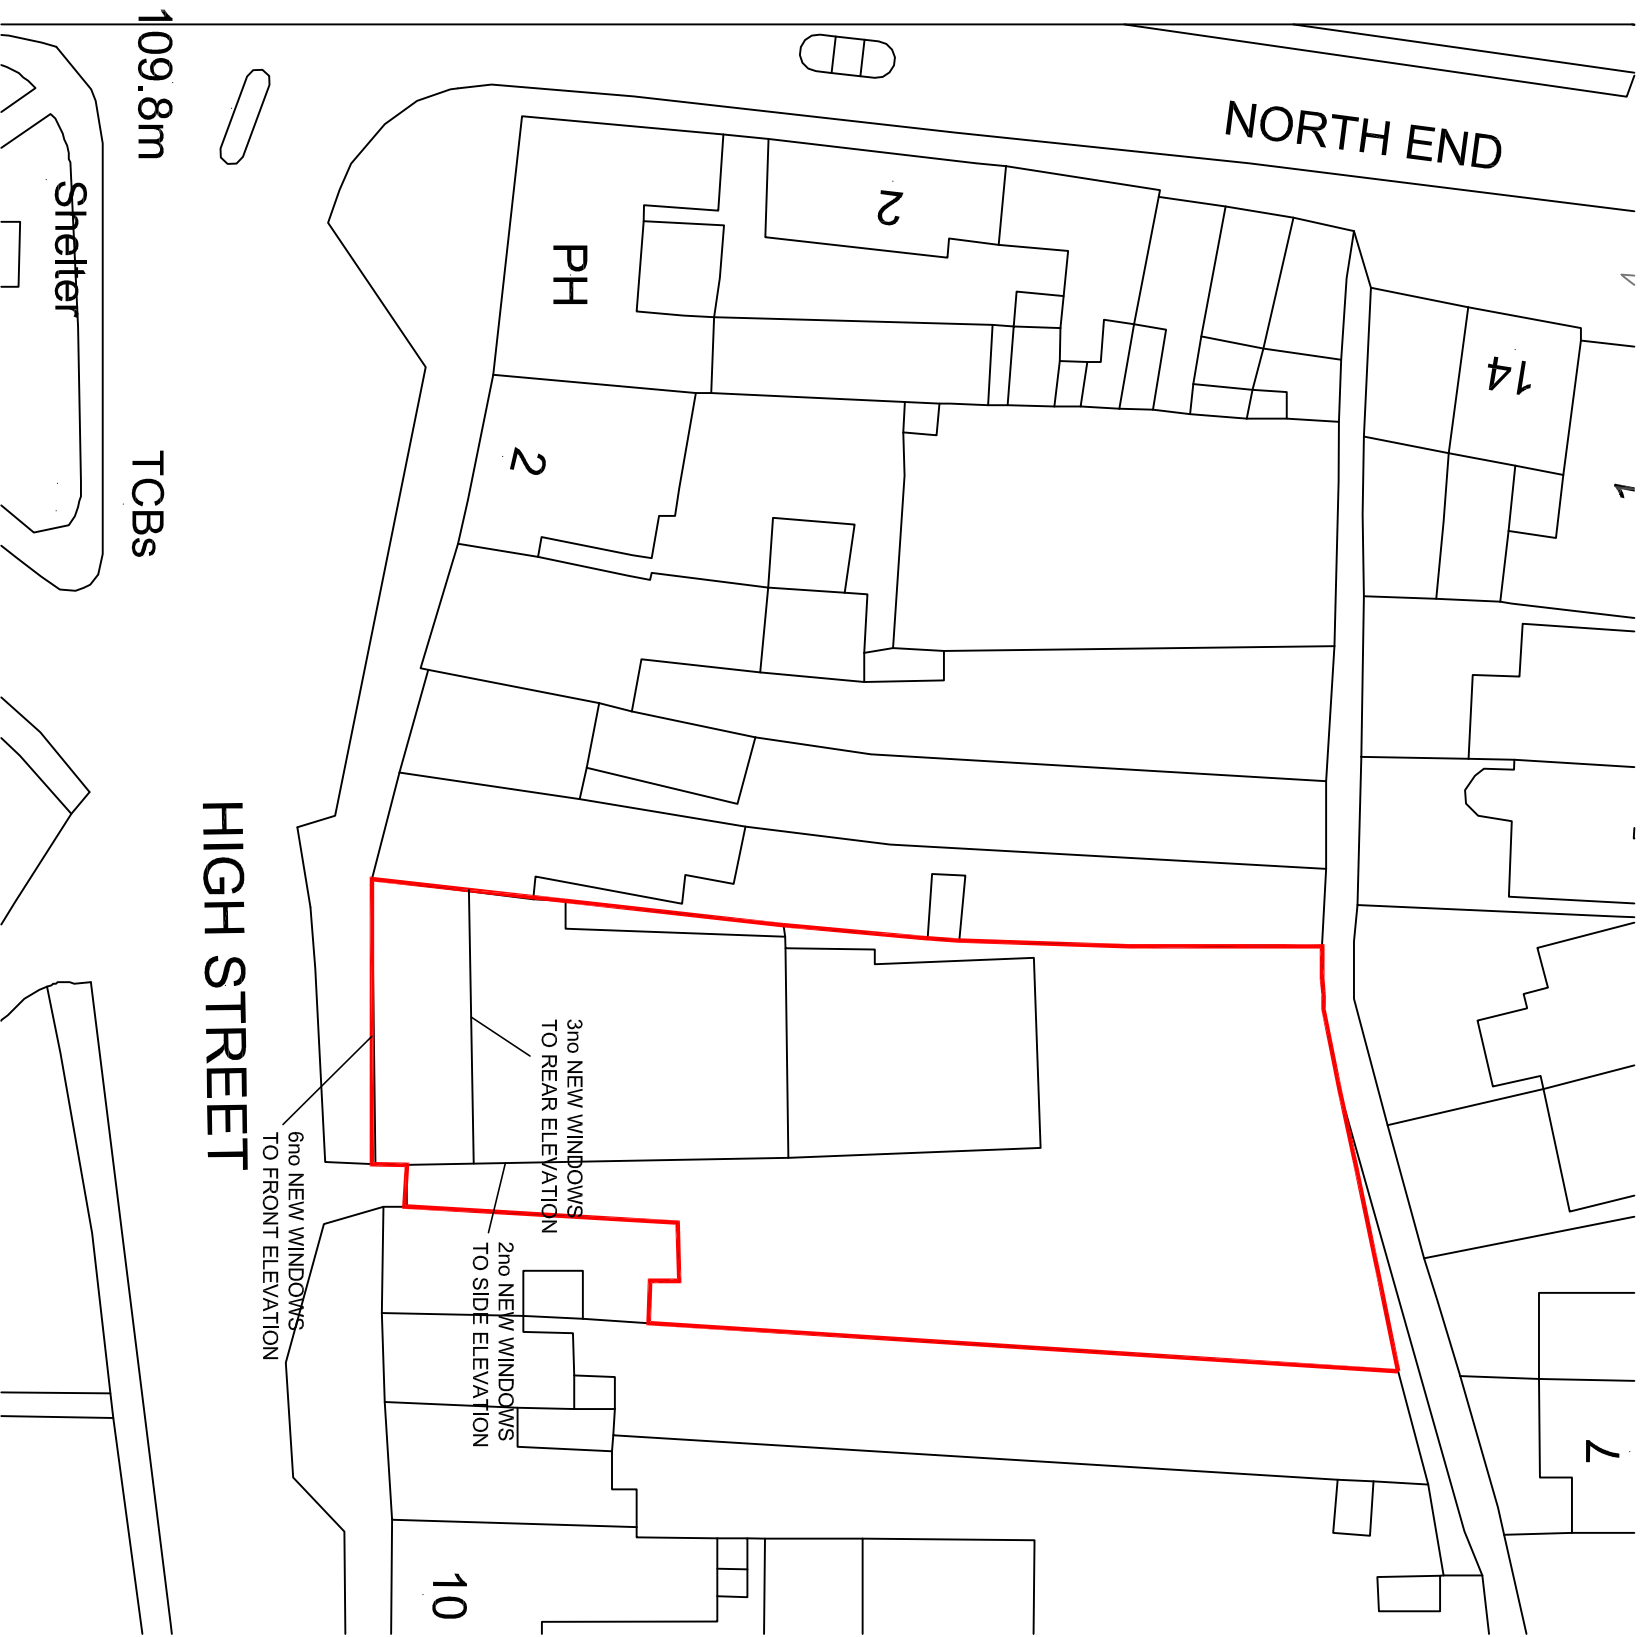 NORTH END
109.8m
Shelter
PH
2
2
14
TCBs
HIGH STREET
3no NEW WINDOWS
TO REAR ELEVATION
6no NEW WINDOWS
TO FRONT ELEVATION
2no NEW WINDOWS
TO SIDE ELEVATION
7
10